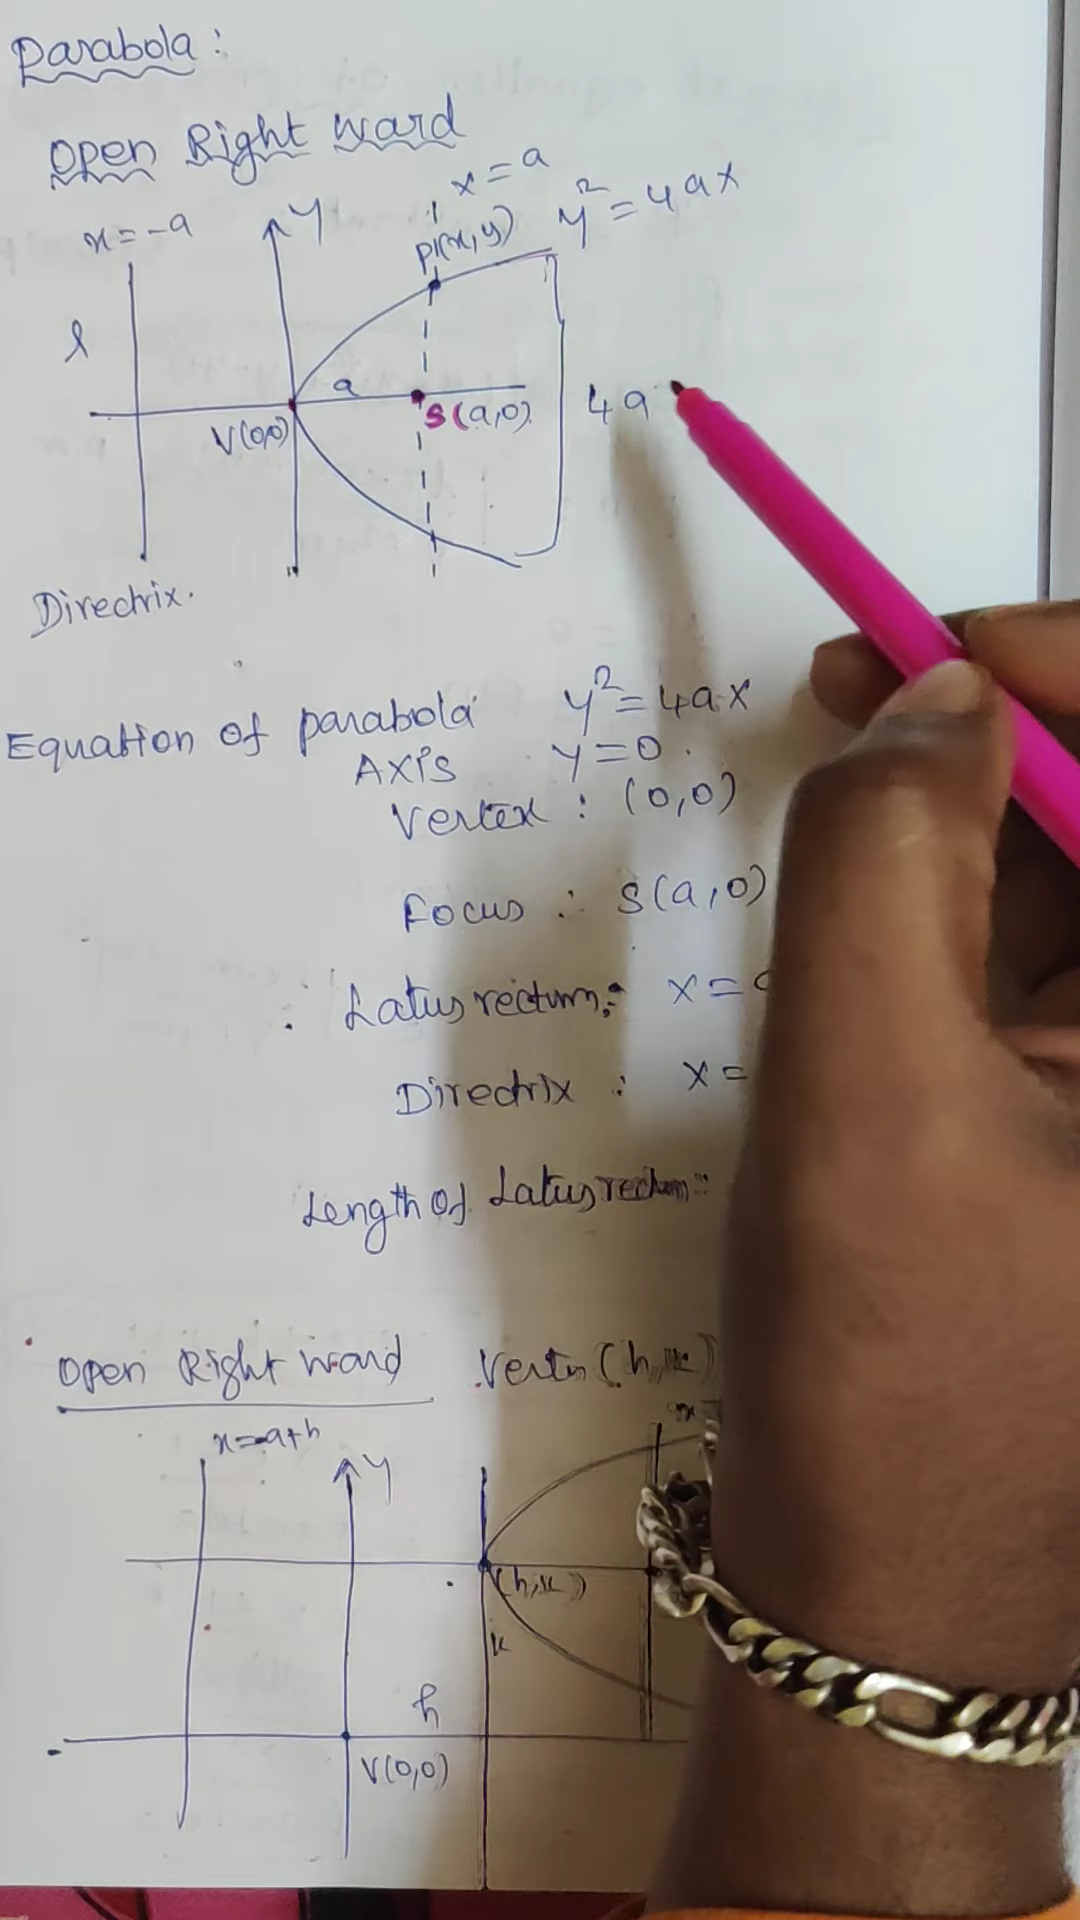 Parabola:
Open Right ward
x = a
y² = 4ax
x = -a
y
P(x,y)
l
a
S(a,0)
4a
V(0,0)
Directrix.
Equation of parabola y² = 4ax
AXIS y = 0.
Vertex : (0,0)
Focus : S(a,0)
Latus rectum: x =
Directrix : x =
Length of Latus rectum:
Open Right Ward
x = -a+h
y
(h,k)
k
h
V(0,0)